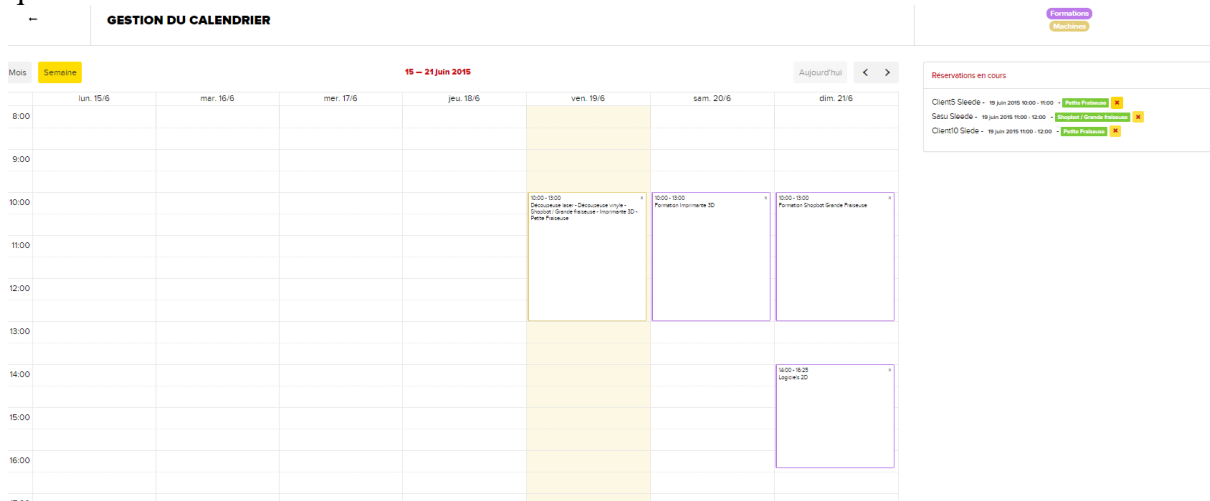 ←
GESTION DU CALENDRIER
Formations
Machines
Mois
Semaine
15 — 21 juin 2015
Aujourd'hui
lun. 15/6
mar. 16/6
mer. 17/6
jeu. 18/6
ven. 19/6
sam. 20/6
dim. 21/6
8:00
9:00
10:00
11:00
12:00
13:00
14:00
15:00
16:00
10:00 - 13:00
Découpeuse laser - Découpeuse vinyle -
Shopbot / Grande fraiseuse - Imprimante 3D -
Petite Fraiseuse
10:00 - 13:00
Formation Imprimante 3D
10:00 - 13:00
Formation Shopbot Grande Fraiseuse
14:00 - 16:25
Logiciels 2D
Réservations en cours
Client5 Sleede - 19 juin 2015 10:00 - 11:00 - Petite Fraiseuse
Sasu Sleede - 19 juin 2015 11:00 - 12:00 - Shopbot / Grande fraiseuse
Client10 Slede - 19 juin 2015 11:00 - 12:00 - Petite Fraiseuse